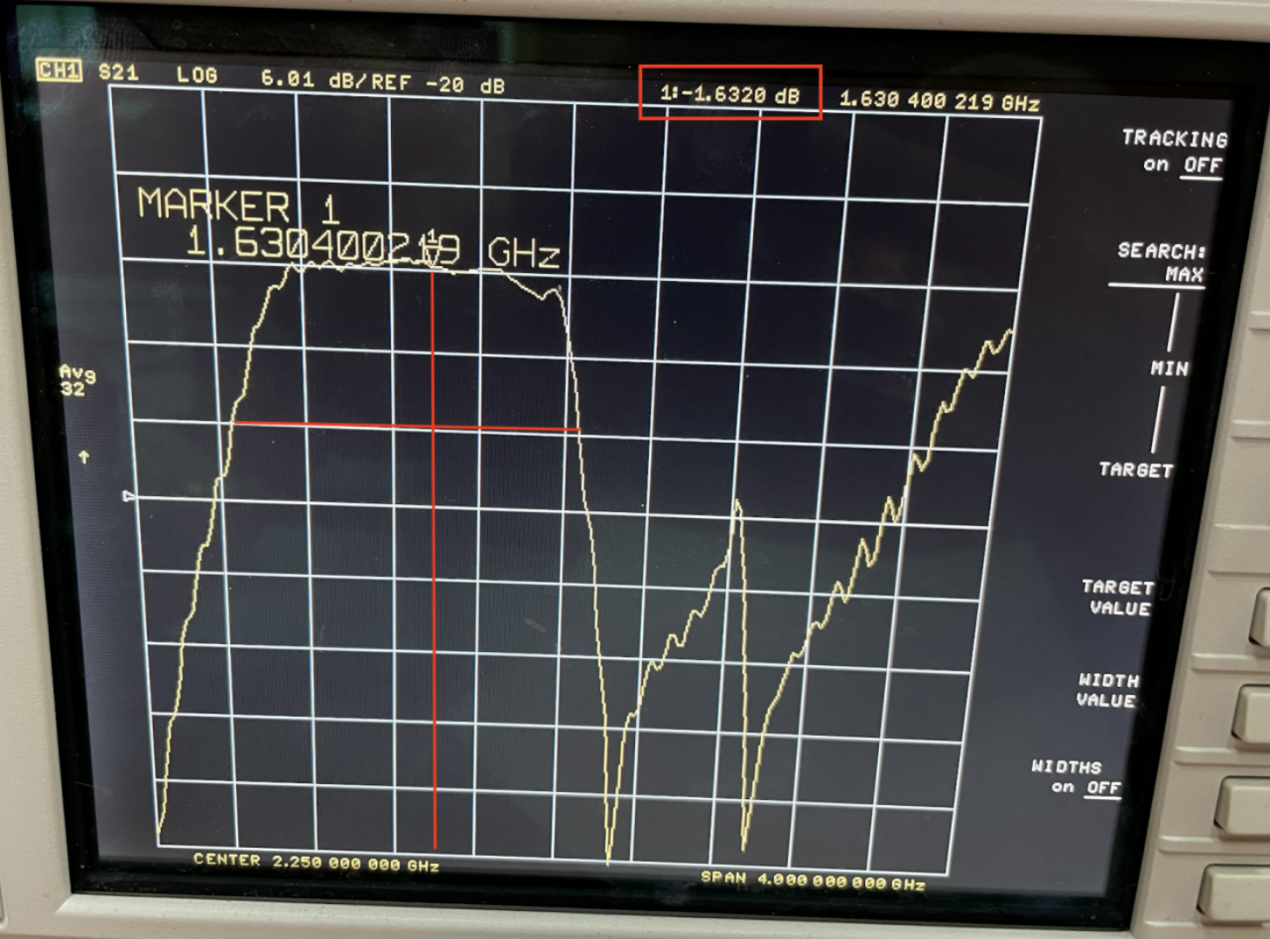 CH1 S21 LOG 6.01 dB/REF -20 dB 1:-1.6320 dB 1.630 400 219 GHz
TRACKING
on OFF
MARKER 1
1.630400219 GHz
1
SEARCH:
MAX
MIN
TARGET
Avg
32
TARGET
VALUE
WIDTH
VALUE
WIDTHS
on OFF
CENTER 2.250 000 000 GHz SPAN 4.000 000 000 GHz